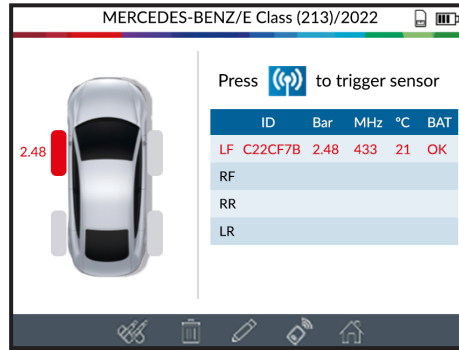 MERCEDES-BENZ/E Class (213)/2022
Press to trigger sensor
ID Bar MHz °C BAT
2.48
LF C22CF7B 2.48 433 21 OK
RF
RR
LR